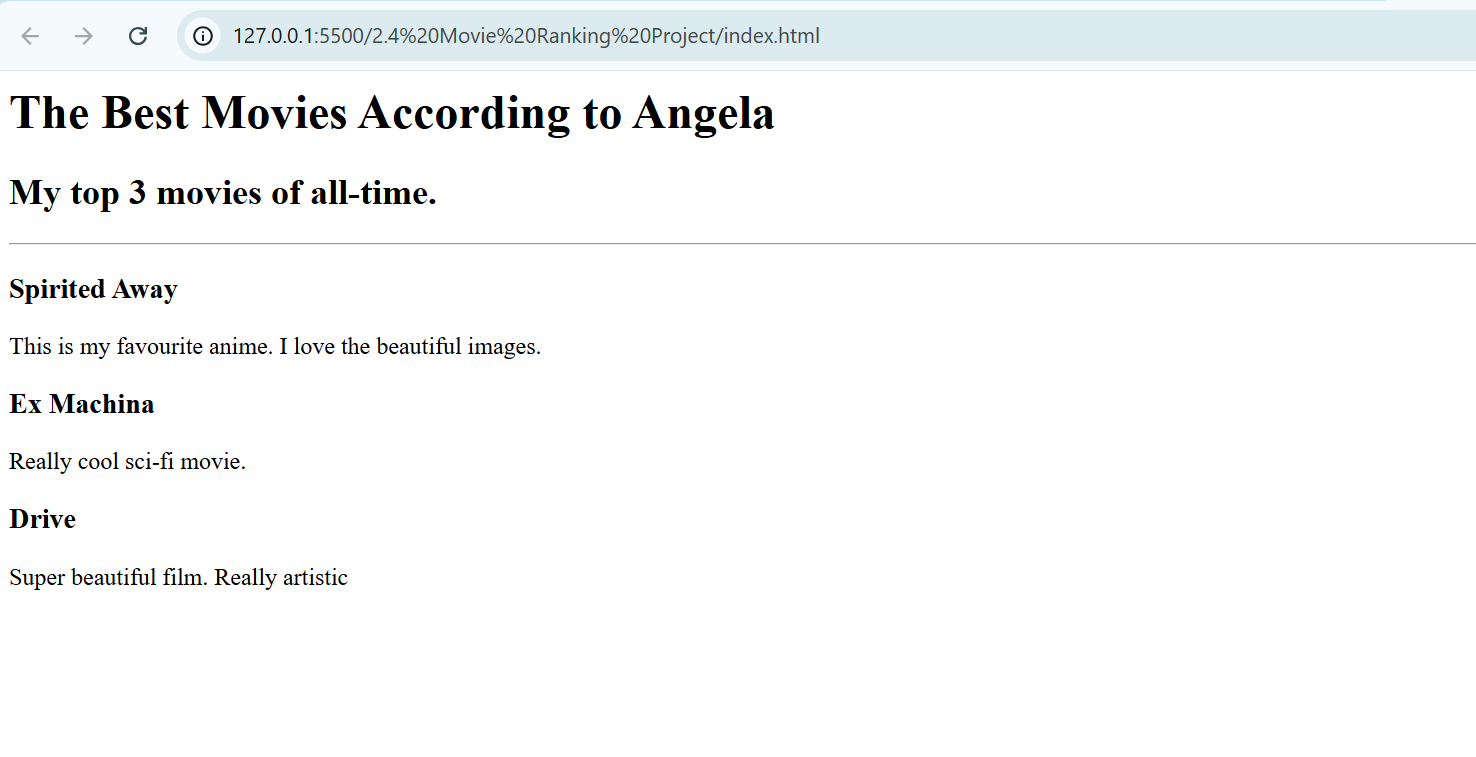 127.0.0.1:5500/2.4%20Movie%20Ranking%20Project/index.html
The Best Movies According to Angela
My top 3 movies of all-time.
Spirited Away
This is my favourite anime. I love the beautiful images.
Ex Machina
Really cool sci-fi movie.
Drive
Super beautiful film. Really artistic